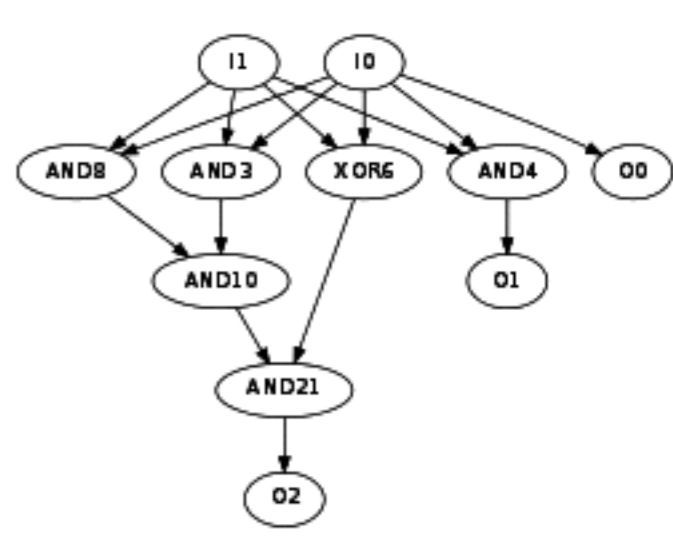 I1 I0
AND8 AND3 XOR6 AND4 O0
AND10 O1
AND21
O2